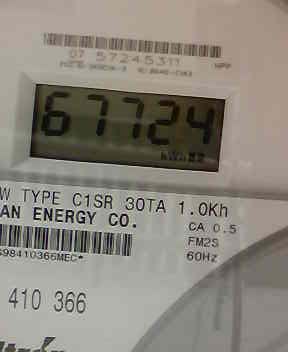 07 57245311
67724
kWh
W TYPE C1SR 30TA 1.0Kh
AN ENERGY CO.
CA 0.5
FM2S
60Hz
S98410366MEC*
410 366